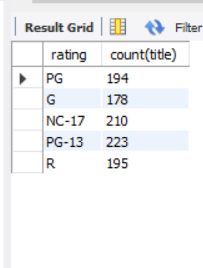 Result Grid Filter
rating count(title)
PG 194
G 178
NC-17 210
PG-13 223
R 195